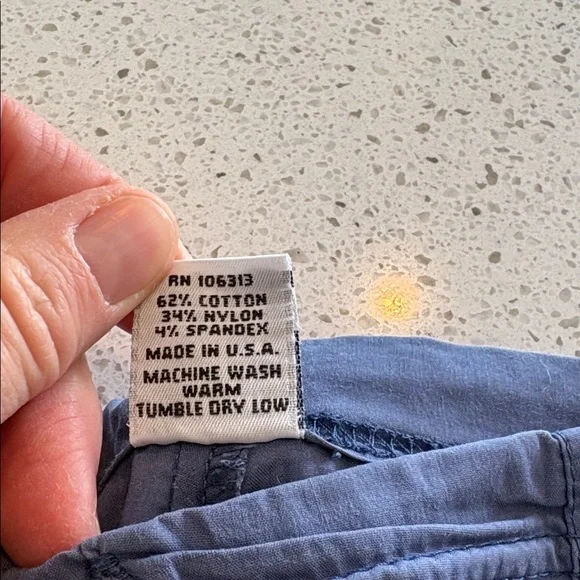 RN 106313
62% COTTON
34% NYLON
4% SPANDEX
MADE IN U.S.A.
MACHINE WASH
WARM
TUMBLE DRY LOW